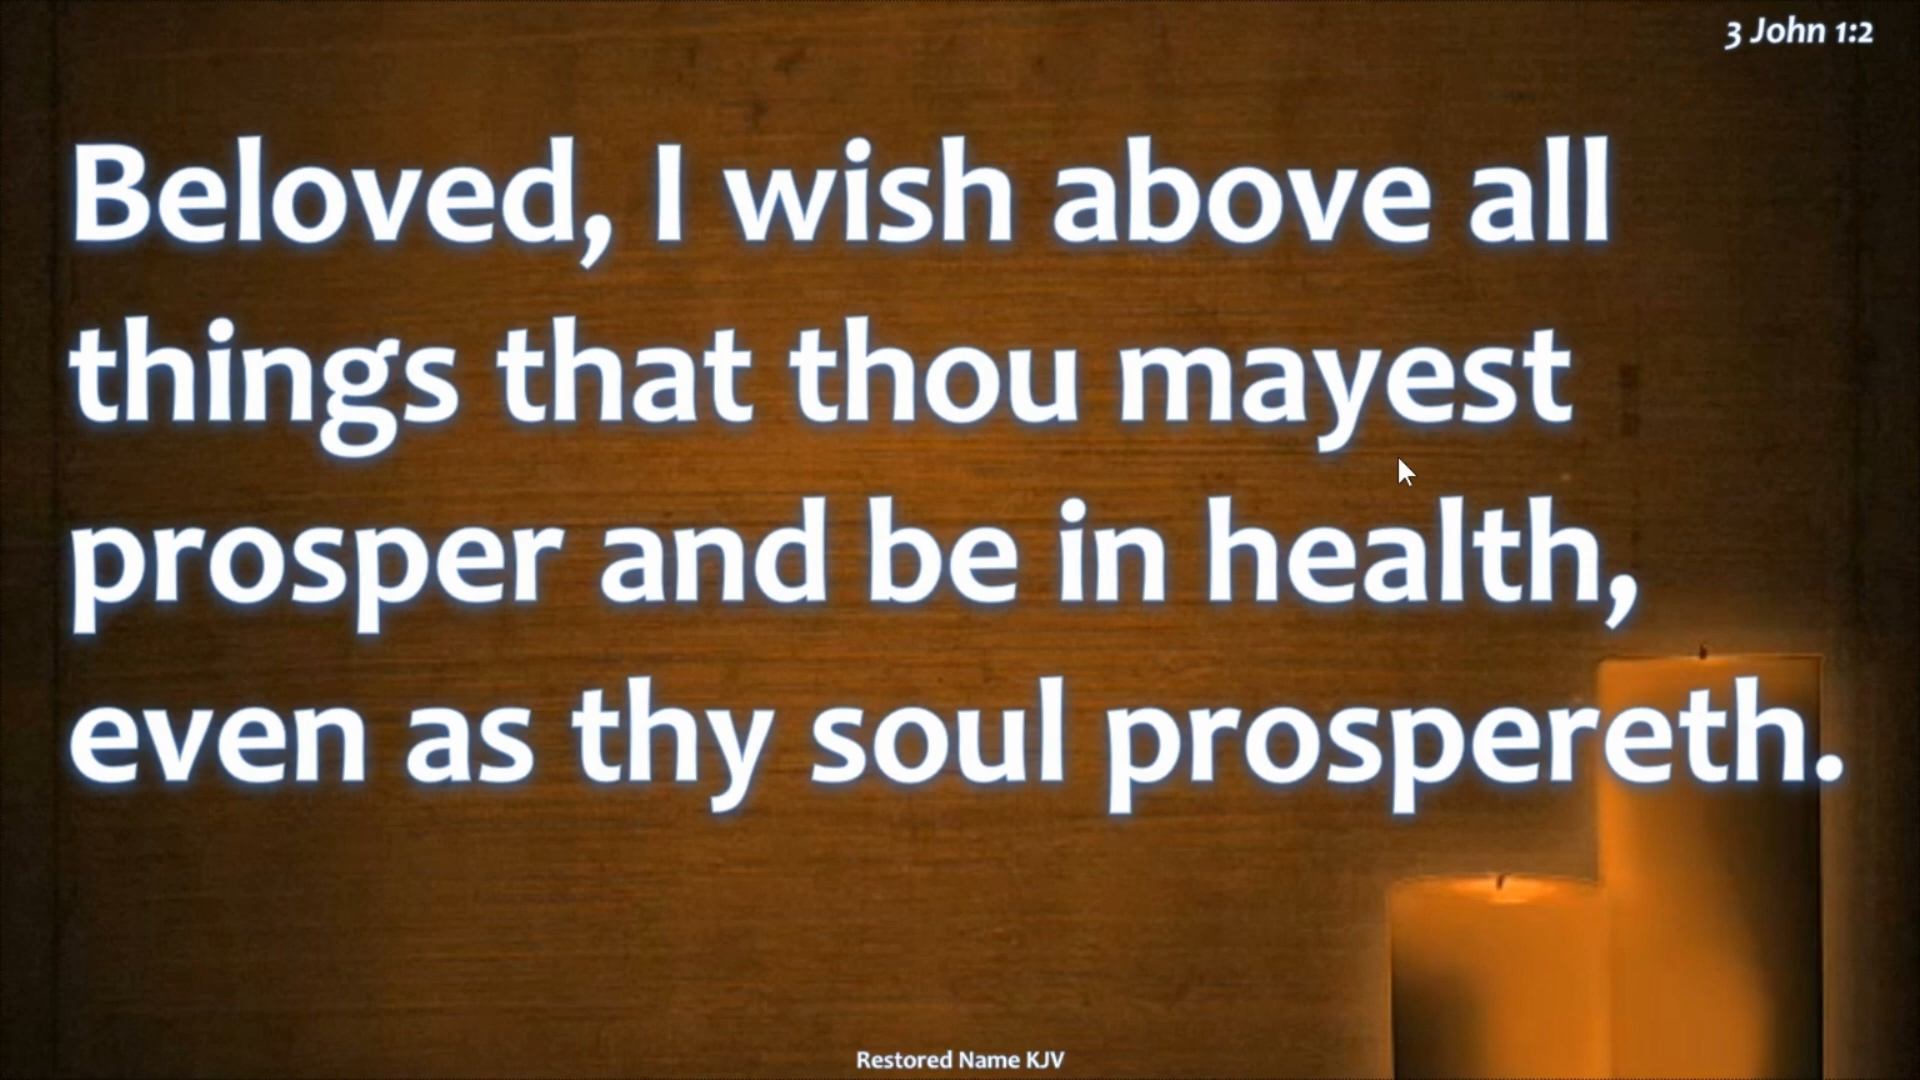 3 John 1:2
Beloved, I wish above all
things that thou mayest
prosper and be in health,
even as thy soul prospereth.
Restored Name KJV